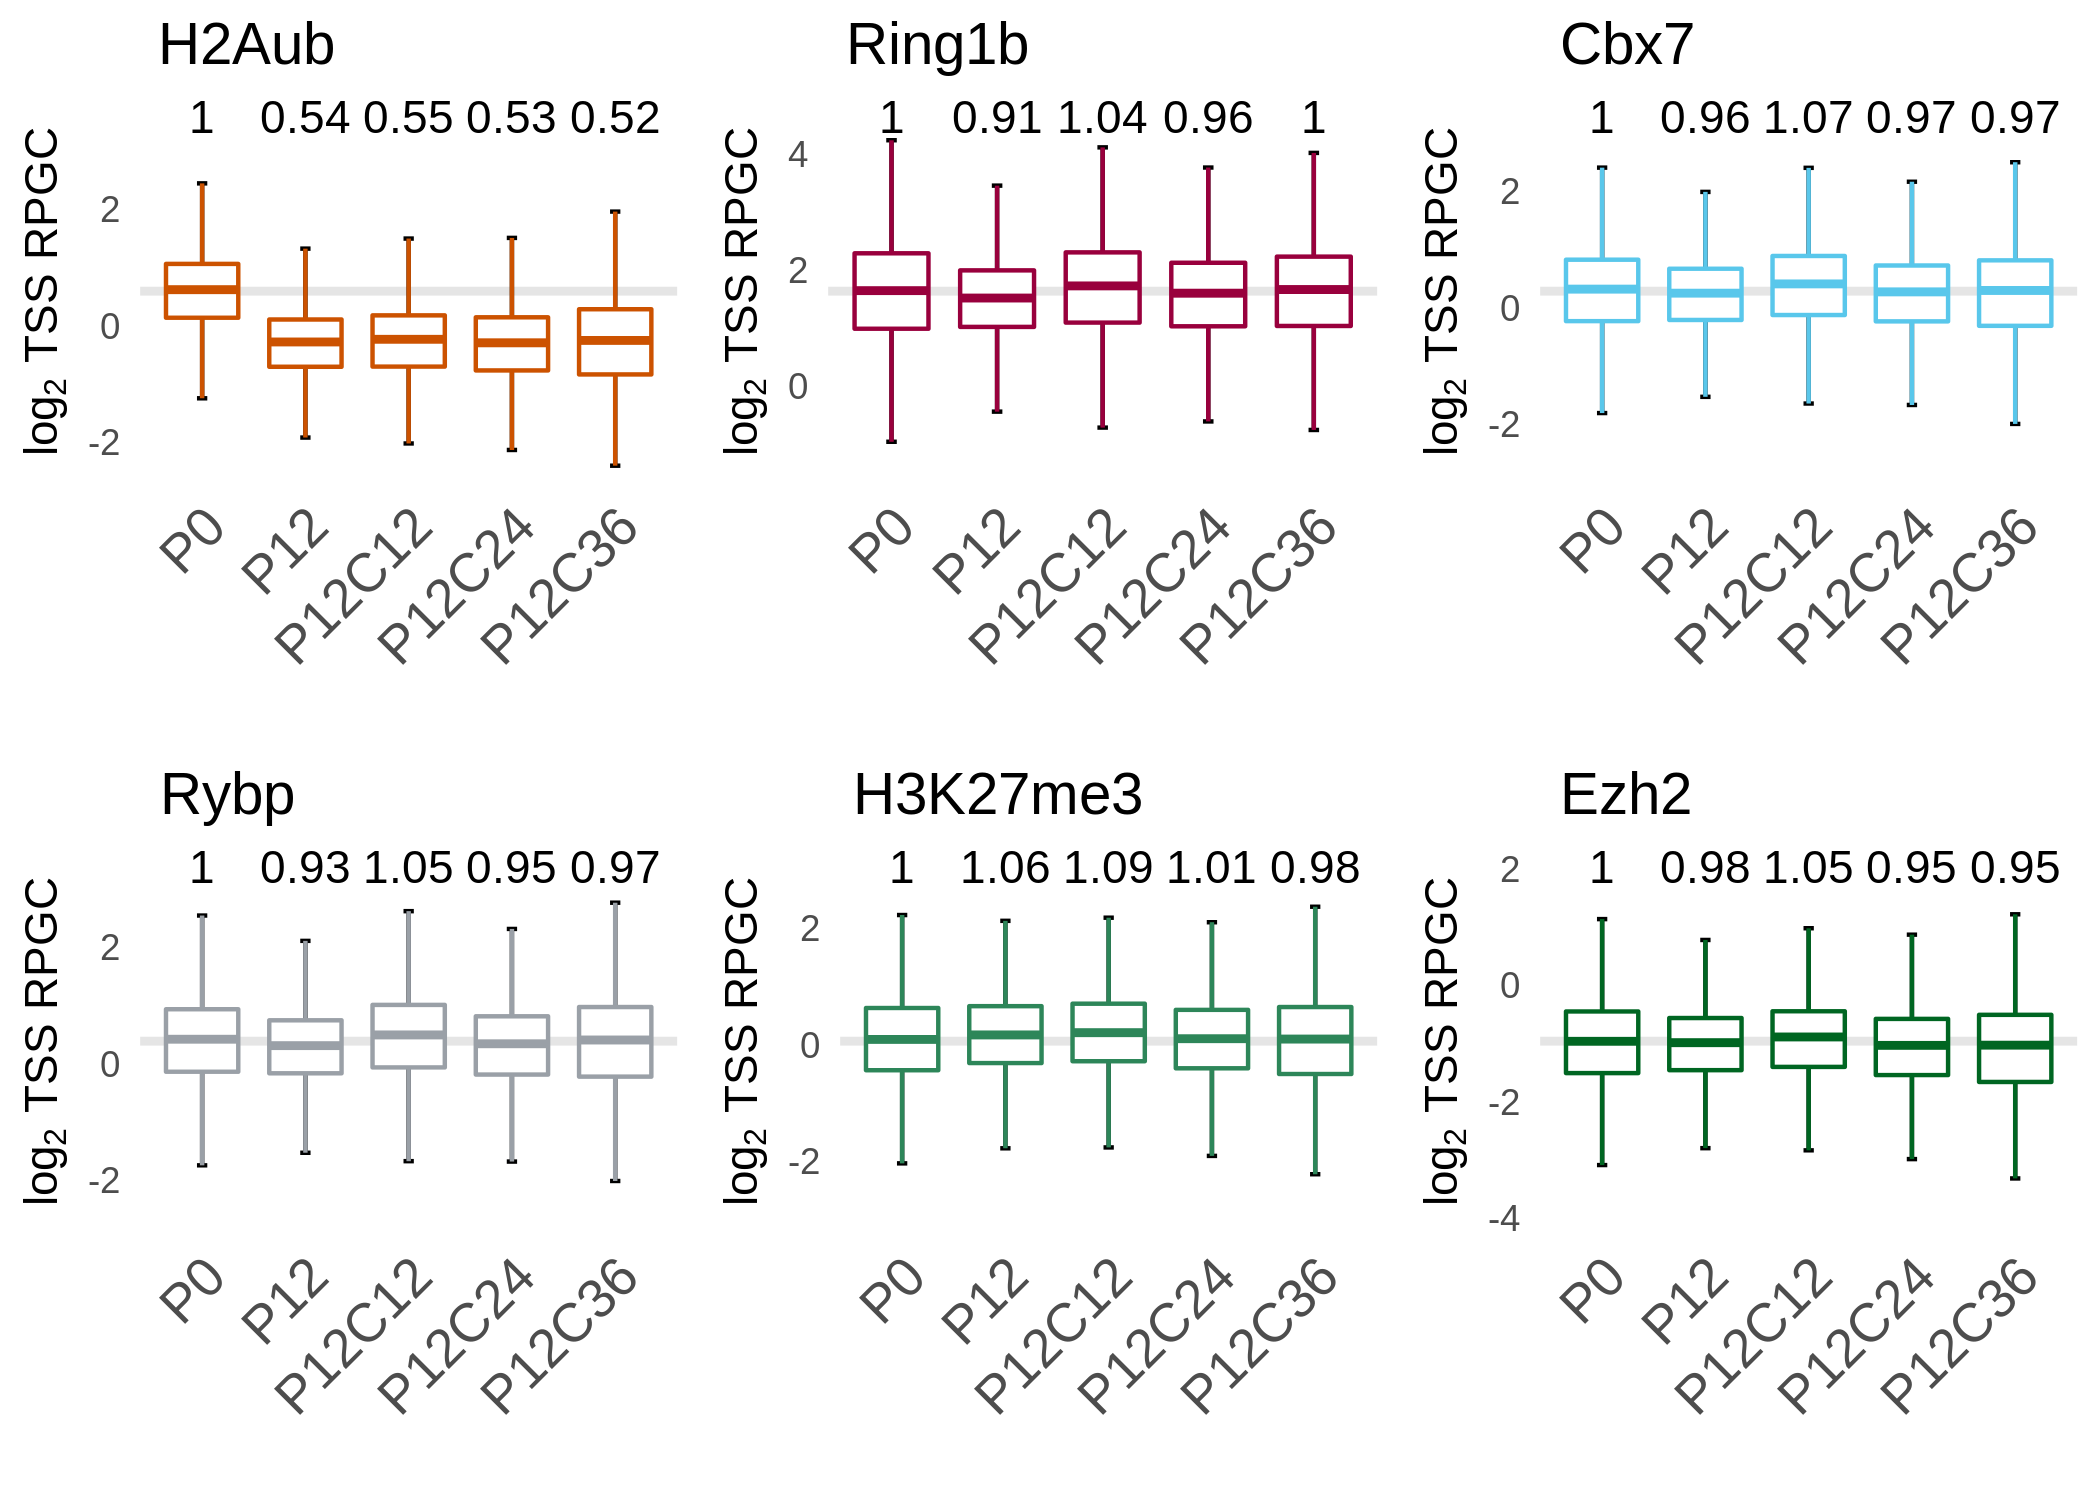 H2Aub
1 0.54 0.55 0.53 0.52
log2 TSS RPGC
2
0
-2
P0
P12
P12C12
P12C24
P12C36
Ring1b
1 0.91 1.04 0.96 1
log2 TSS RPGC
4
2
0
P0
P12
P12C12
P12C24
P12C36
Cbx7
1 0.96 1.07 0.97 0.97
log2 TSS RPGC
2
0
-2
P0
P12
P12C12
P12C24
P12C36
Rybp
1 0.93 1.05 0.95 0.97
log2 TSS RPGC
2
0
-2
P0
P12
P12C12
P12C24
P12C36
H3K27me3
1 1.06 1.09 1.01 0.98
log2 TSS RPGC
2
0
-2
P0
P12
P12C12
P12C24
P12C36
Ezh2
1 0.98 1.05 0.95 0.95
log2 TSS RPGC
2
0
-2
-4
P0
P12
P12C12
P12C24
P12C36